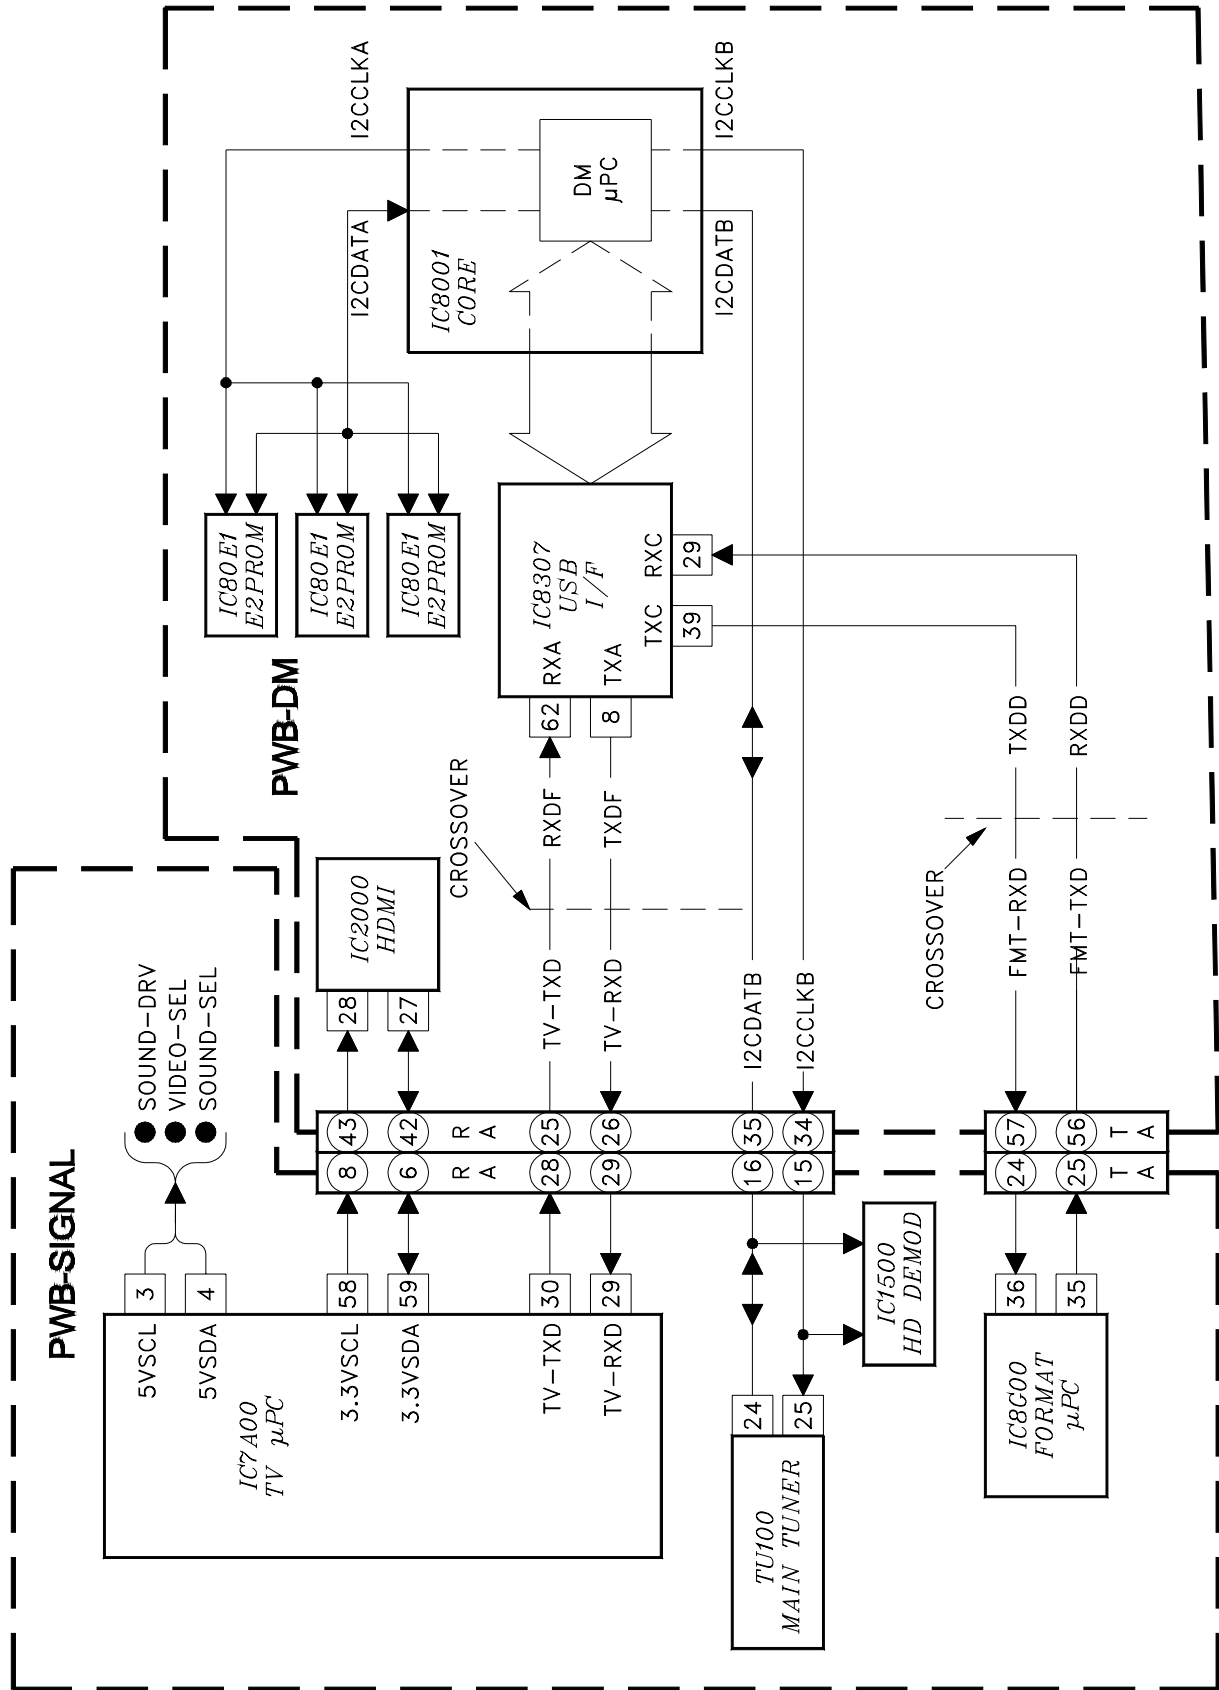 PWB-SIGNAL
IC7A00
TV µPC
5VSCL
5VSDA
3.3VSCL
3.3VSDA
TV-TXD
TV-RXD
3
4
58
59
30
29
SOUND-DRV
VIDEO-SEL
SOUND-SEL
TU100
MAIN TUNER
24
25
IC1500
HD DEMOD
IC8G00
FORMAT
µPC
36
35
8
6
R A
28
29
16
15
24
25
T A
43
42
R A
25
26
35
34
57
56
T A
28
27
IC2000
HDMI
TV-TXD
TV-RXD
I2CDATB
I2CCLKB
FMT-RXD
FMT-TXD
CROSSOVER
CROSSOVER
RXDF
TXDF
TXDD
RXDD
PWB-DM
62
8
RXA
TXA
IC8307
USB
I/F
TXC
RXC
39
29
IC80E1
E2PROM
IC80E1
E2PROM
IC80E1
E2PROM
I2CDATA
I2CCLKA
IC8001
CORE
DM
µPC
I2CDATB
I2CCLKB